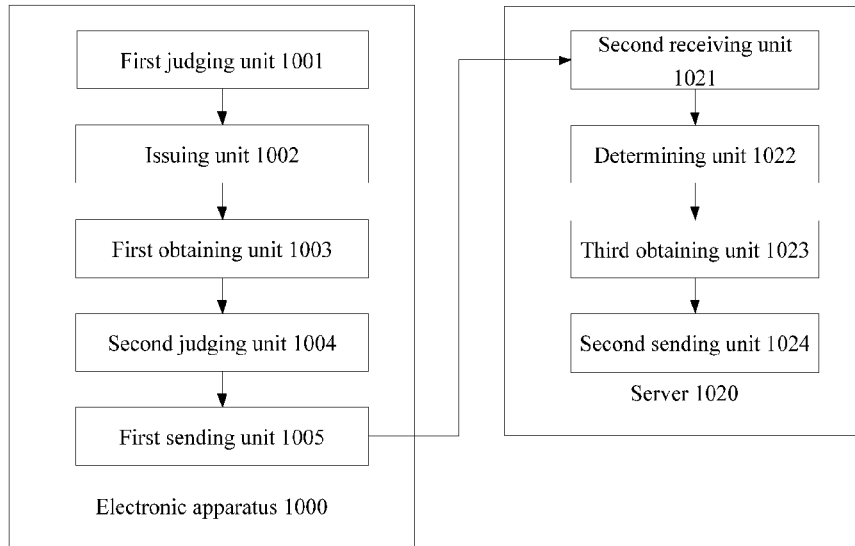 First judging unit 1001
Issuing unit 1002
First obtaining unit 1003
Second judging unit 1004
First sending unit 1005
Electronic apparatus 1000
Second receiving unit
1021
Determining unit 1022
Third obtaining unit 1023
Second sending unit 1024
Server 1020